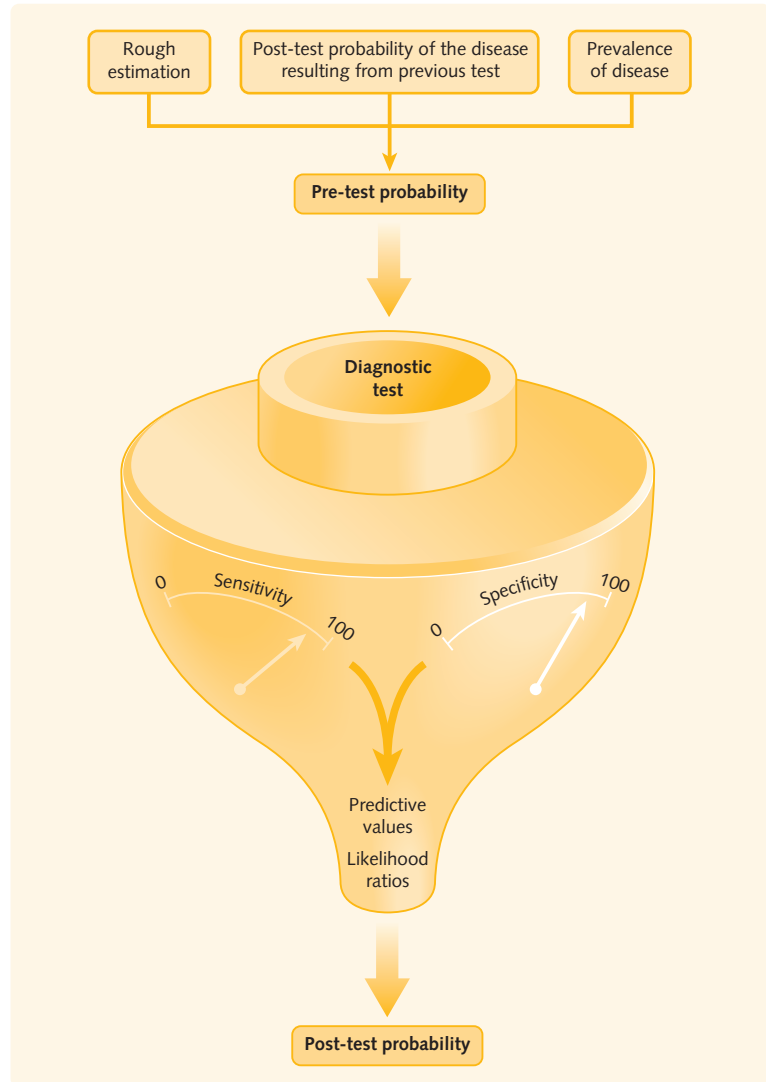 Rough
estimation
Post-test probability of the disease
resulting from previous test
Prevalence
of disease
Pre-test probability
Diagnostic
test
0
Sensitivity
100
0
Specificity
100
Predictive
values
Likelihood
ratios
Post-test probability